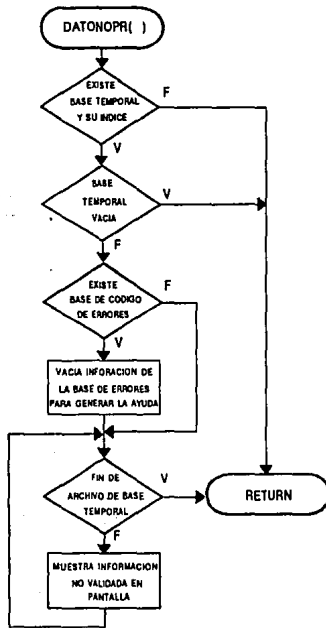 DATONOPR( )
EXISTE
BASE TEMPORAL
Y SU INDICE
F
V
BASE
TEMPORAL
VACIA
V
F
EXISTE
BASE DE CODIGO
DE ERRORES
F
V
VACIA INFORACION DE
LA BASE DE ERRORES
PARA GENERAR LA AYUDA
FIN DE
ARCHIVO DE BASE
TEMPORAL
V
RETURN
F
MUESTRA INFORMACION
NO VALIDADA EN
PANTALLA